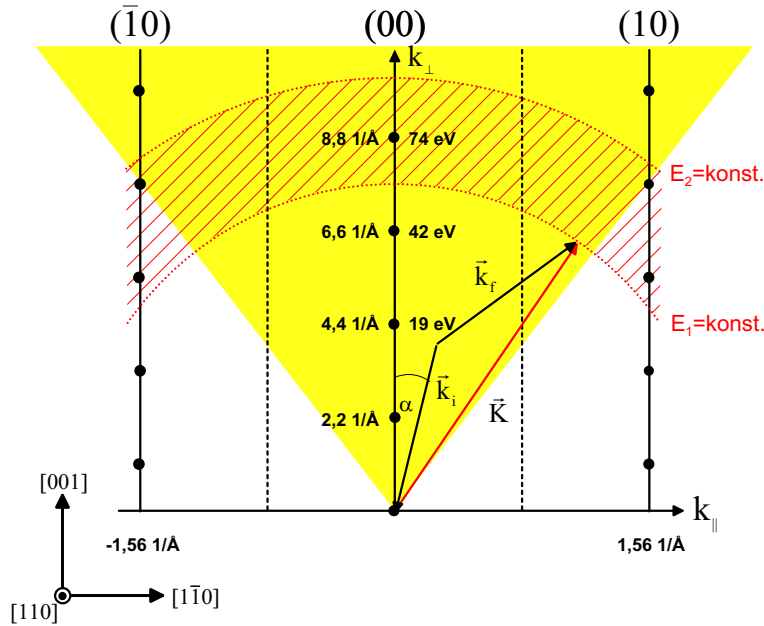 (1̅0) (00) (10)
k⊥
8,8 1/Å 74 eV
E₂=konst.
6,6 1/Å 42 eV
k⃗f
4,4 1/Å 19 eV
E₁=konst.
k⃗i
α
K⃗
2,2 1/Å
[001]
k∥
-1,56 1/Å 1,56 1/Å
[110] [11̅0]